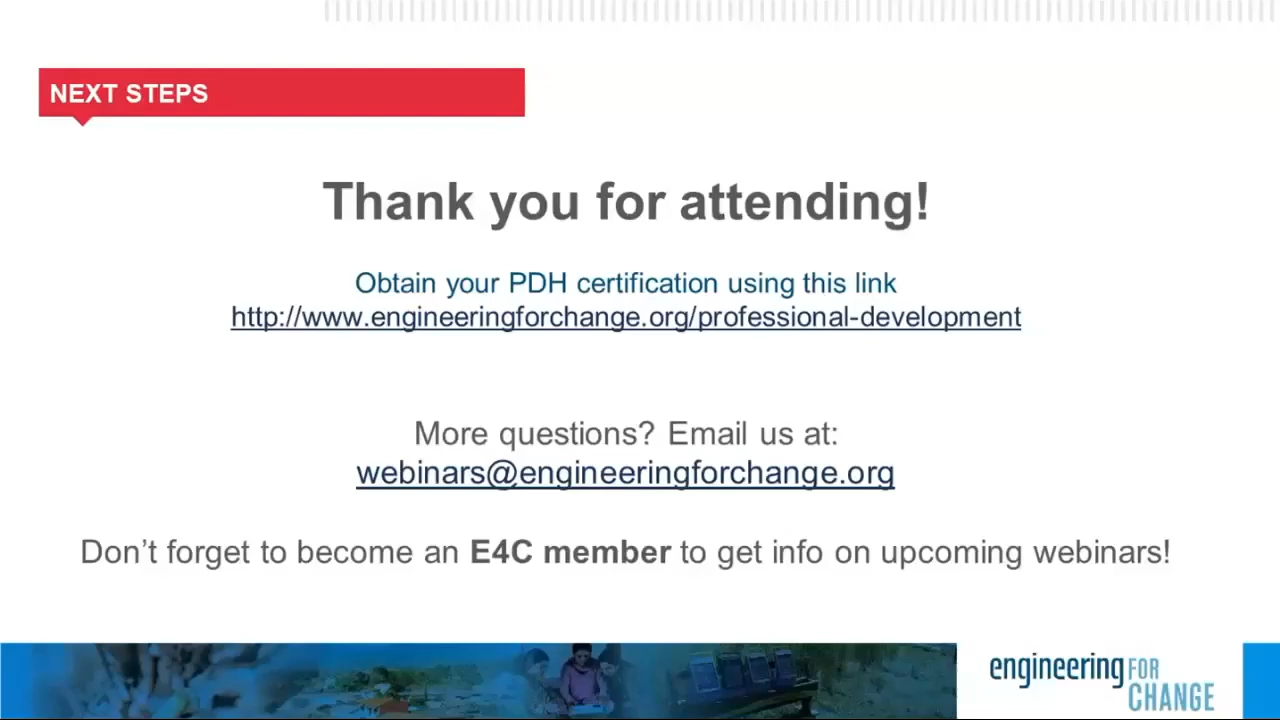 NEXT STEPS
Thank you for attending!
Obtain your PDH certification using this link
http://www.engineeringforchange.org/professional-development
More questions? Email us at:
webinars@engineeringforchange.org
Don’t forget to become an E4C member to get info on upcoming webinars!
engineering FOR
CHANGE